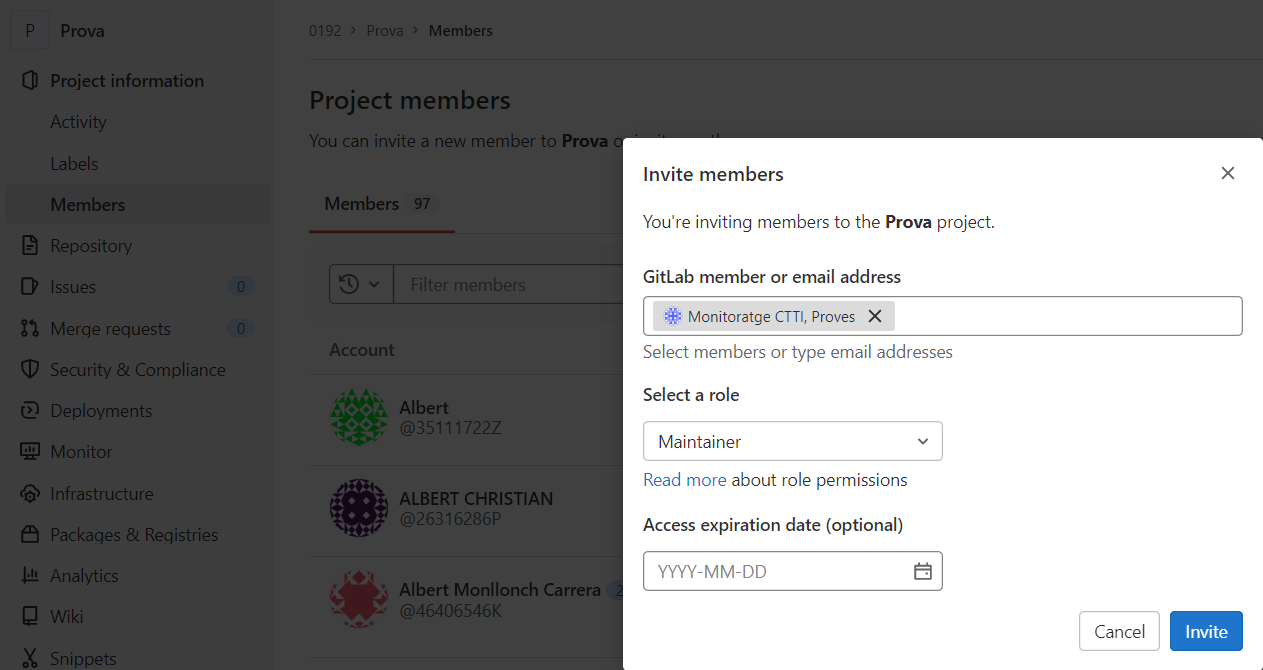 P Prova
Project information
Activity
Labels
Members
Repository
Issues 0
Merge requests 0
Security & Compliance
Deployments
Monitor
Infrastructure
Packages & Registries
Analytics
Wiki
Snippets
0192 > Prova > Members
Project members
You can invite a new member to Prova
Members 97
Filter members
Account
Albert
@35111722Z
ALBERT CHRISTIAN
@26316286P
Albert Monllonch Carrera 2
@46406546K
Invite members
You're inviting members to the Prova project.
GitLab member or email address
Monitoratge CTTI, Proves
Select members or type email addresses
Select a role
Maintainer
Read more about role permissions
Access expiration date (optional)
YYYY-MM-DD
Cancel Invite